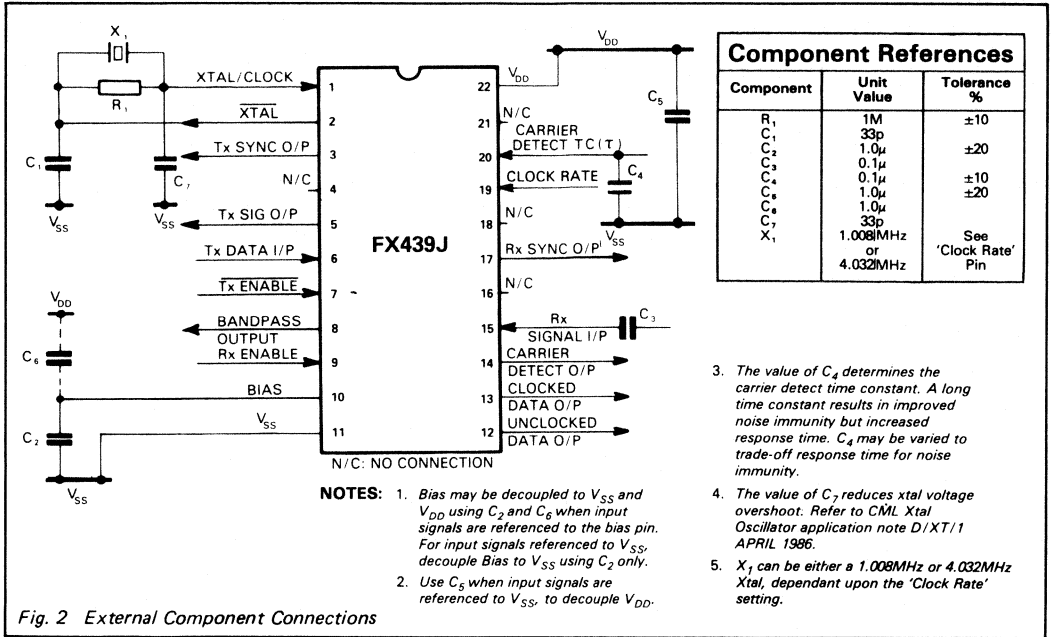 X1
R1
C1
VSS
C7
VSS
XTAL/CLOCK
XTAL
Tx SYNC O/P
N/C
Tx SIG O/P
Tx DATA I/P
Tx ENABLE
BANDPASS
OUTPUT
Rx ENABLE
BIAS
VSS
VDD
C6
C2
VSS
1
2
3
4
5
6
7
8
9
10
11
FX439J
22
21
20
19
18
17
16
15
14
13
12
VDD
VDD
C5
N/C
CARRIER
DETECT TC(τ)
C4
CLOCK RATE
N/C
VSS
Rx SYNC O/P
N/C
Rx
SIGNAL I/P
C3
CARRIER
DETECT O/P
CLOCKED
DATA O/P
UNCLOCKED
DATA O/P
N/C: NO CONNECTION
Component References
Component Unit Value Tolerance %
R1 1M ±10
C1 33p
C2 1.0µ ±20
C3 0.1µ
C4 0.1µ ±10
C5 1.0µ ±20
C6 1.0µ
C7 33p
X1 1.008MHz See
or 'Clock Rate'
4.032MHz Pin
NOTES: 1. Bias may be decoupled to VSS and
VDD using C2 and C6 when input
signals are referenced to the bias pin.
For input signals referenced to VSS,
decouple Bias to VSS using C2 only.
2. Use C5 when input signals are
referenced to VSS, to decouple VDD.
3. The value of C4 determines the
carrier detect time constant. A long
time constant results in improved
noise immunity but increased
response time. C4 may be varied to
trade-off response time for noise
immunity.
4. The value of C7 reduces xtal voltage
overshoot. Refer to CML Xtal
Oscillator application note D/XT/1
APRIL 1986.
5. X1 can be either a 1.008MHz or 4.032MHz
Xtal, dependant upon the 'Clock Rate'
setting.
Fig. 2 External Component Connections